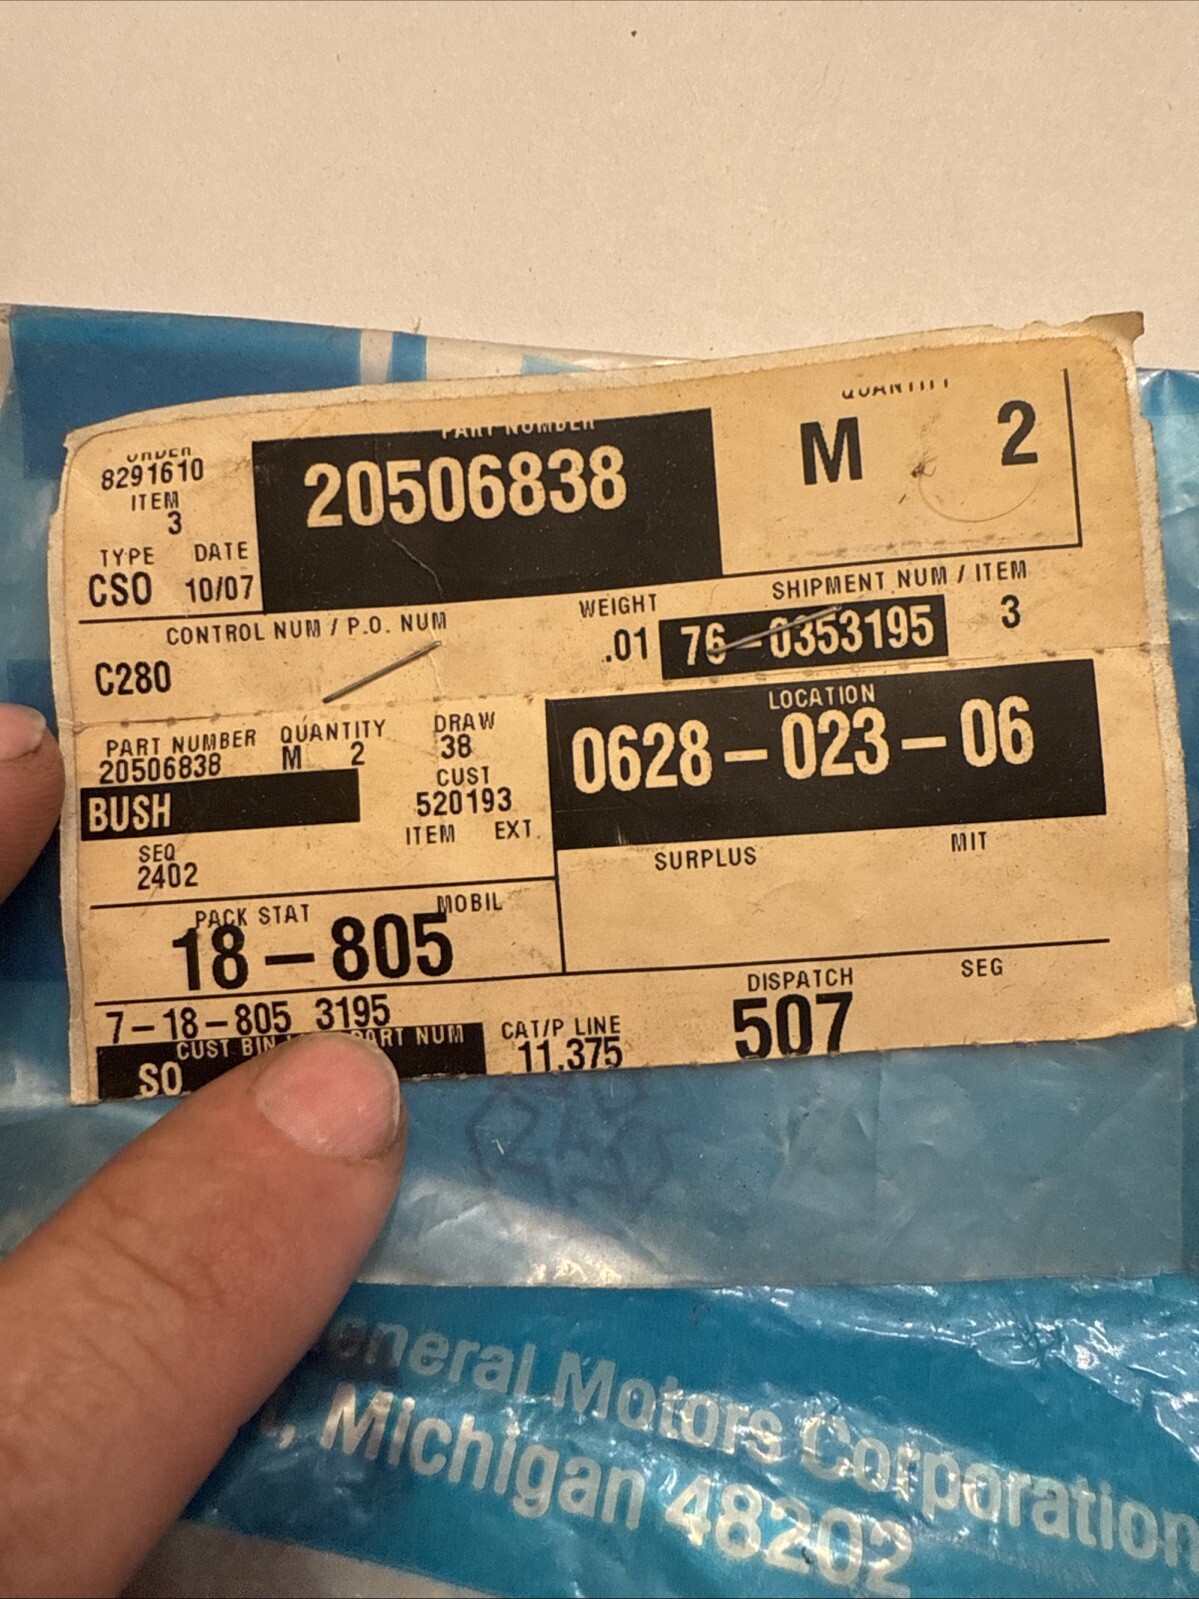 PART NUMBER QUANTITY
ORDER
8291610 20506838 M 2
ITEM
3
TYPE DATE
CSO 10/07
CONTROL NUM / P.O. NUM WEIGHT SHIPMENT NUM / ITEM
C280 .01 76-0353195 3
PART NUMBER QUANTITY DRAW LOCATION
20506838 M 2 38 0628-023-06
BUSH CUST
520193
ITEM EXT.
SEQ SURPLUS MIT
2402
PACK STAT MOBIL
18-805
7-18-805 3195 DISPATCH SEG
CUST BIN PART NUM CAT/P LINE 507
SO 11.375
General Motors Corporation
, Michigan 48202